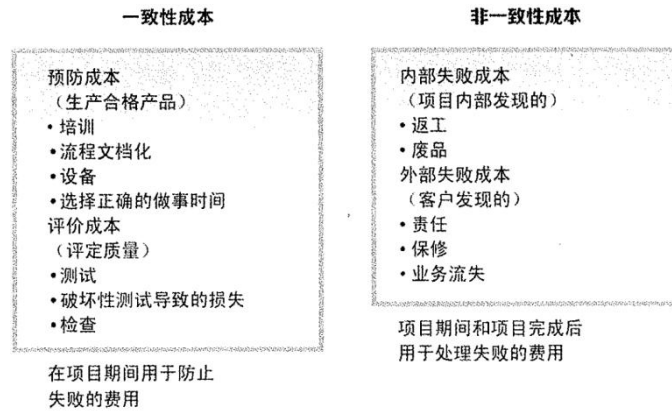 一致性成本
预防成本
（生产合格产品）
•培训
•流程文档化
•设备
•选择正确的做事时间
评价成本
（评定质量）
•测试
•破坏性测试导致的损失
•检查
在项目期间用于防止
失败的费用
非一致性成本
内部失败成本
（项目内部发现的）
•返工
•废品
外部失败成本
（客户发现的）
•责任
•保修
•业务流失
项目期间和项目完成后
用于处理失败的费用